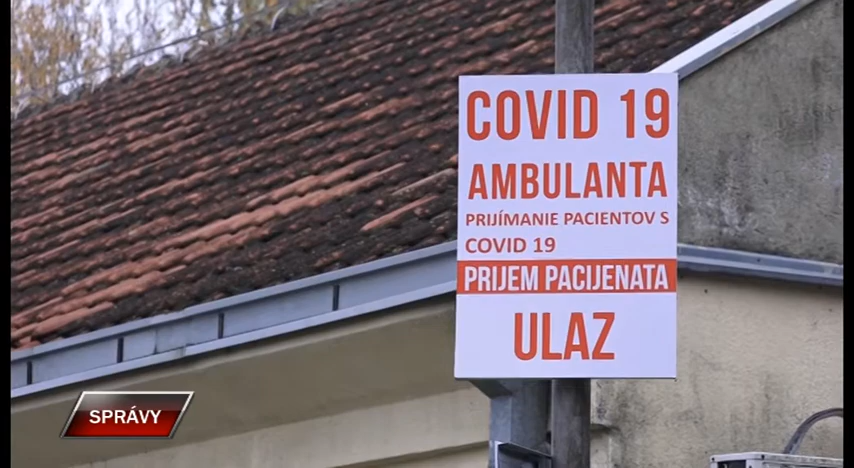 COVID 19
AMBULANTA
PRIJÍMANIE PACIENTOV S
COVID 19
PRIJEM PACIJENATA
ULAZ
SPRÁVY